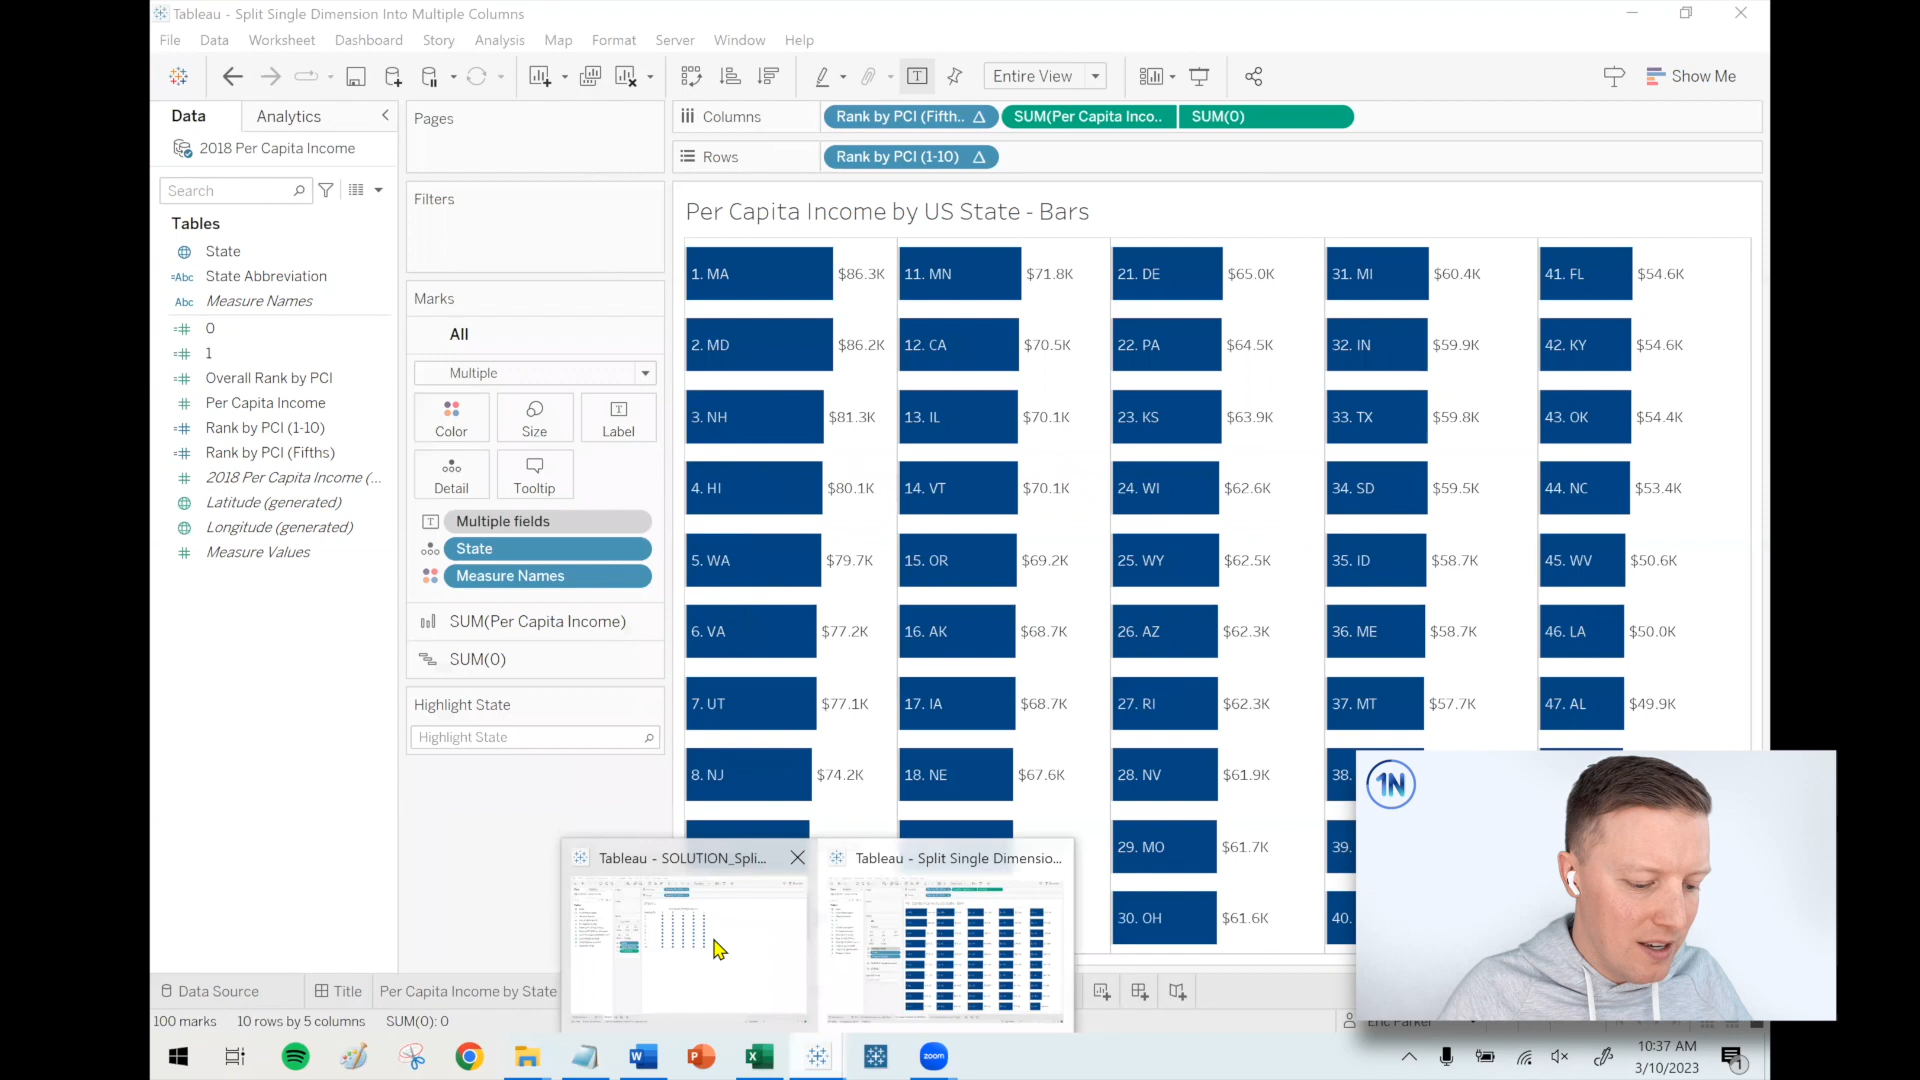 Tableau - Split Single Dimension Into Multiple Columns
File Data Worksheet Dashboard Story Analysis Map Format Server Window Help
Entire View
Show Me
Data Analytics
2018 Per Capita Income
Search
Tables
State
Abc State Abbreviation
Abc Measure Names
0
1
Overall Rank by PCI
Per Capita Income
Rank by PCI (1-10)
Rank by PCI (Fifths)
2018 Per Capita Income (...
Latitude (generated)
Longitude (generated)
Measure Values
Pages
Filters
Marks
All
Multiple
Color Size Label
Detail Tooltip
Multiple fields
State
Measure Names
SUM(Per Capita Income)
SUM(0)
Highlight State
Highlight State
Columns Rank by PCI (Fifth.. SUM(Per Capita Inco.. SUM(0)
Rows Rank by PCI (1-10)
Per Capita Income by US State - Bars
1. MA $86.3K 11. MN $71.8K 21. DE $65.0K 31. MI $60.4K 41. FL $54.6K
2. MD $86.2K 12. CA $70.5K 22. PA $64.5K 32. IN $59.9K 42. KY $54.6K
3. NH $81.3K 13. IL $70.1K 23. KS $63.9K 33. TX $59.8K 43. OK $54.4K
4. HI $80.1K 14. VT $70.1K 24. WI $62.6K 34. SD $59.5K 44. NC $53.4K
5. WA $79.7K 15. OR $69.2K 25. WY $62.5K 35. ID $58.7K 45. WV $50.6K
6. VA $77.2K 16. AK $68.7K 26. AZ $62.3K 36. ME $58.7K 46. LA $50.0K
7. UT $77.1K 17. IA $68.7K 27. RI $62.3K 37. MT $57.7K 47. AL $49.9K
8. NJ $74.2K 18. NE $67.6K 28. NV $61.9K 38.
29. MO $61.7K 39.
30. OH $61.6K 40.
1N
Tableau - SOLUTION_Spli... Tableau - Split Single Dimensio...
Data Source Title Per Capita Income by State
100 marks 10 rows by 5 columns SUM(0): 0
Eric Parker
zoom
10:37 AM
3/10/2023
1